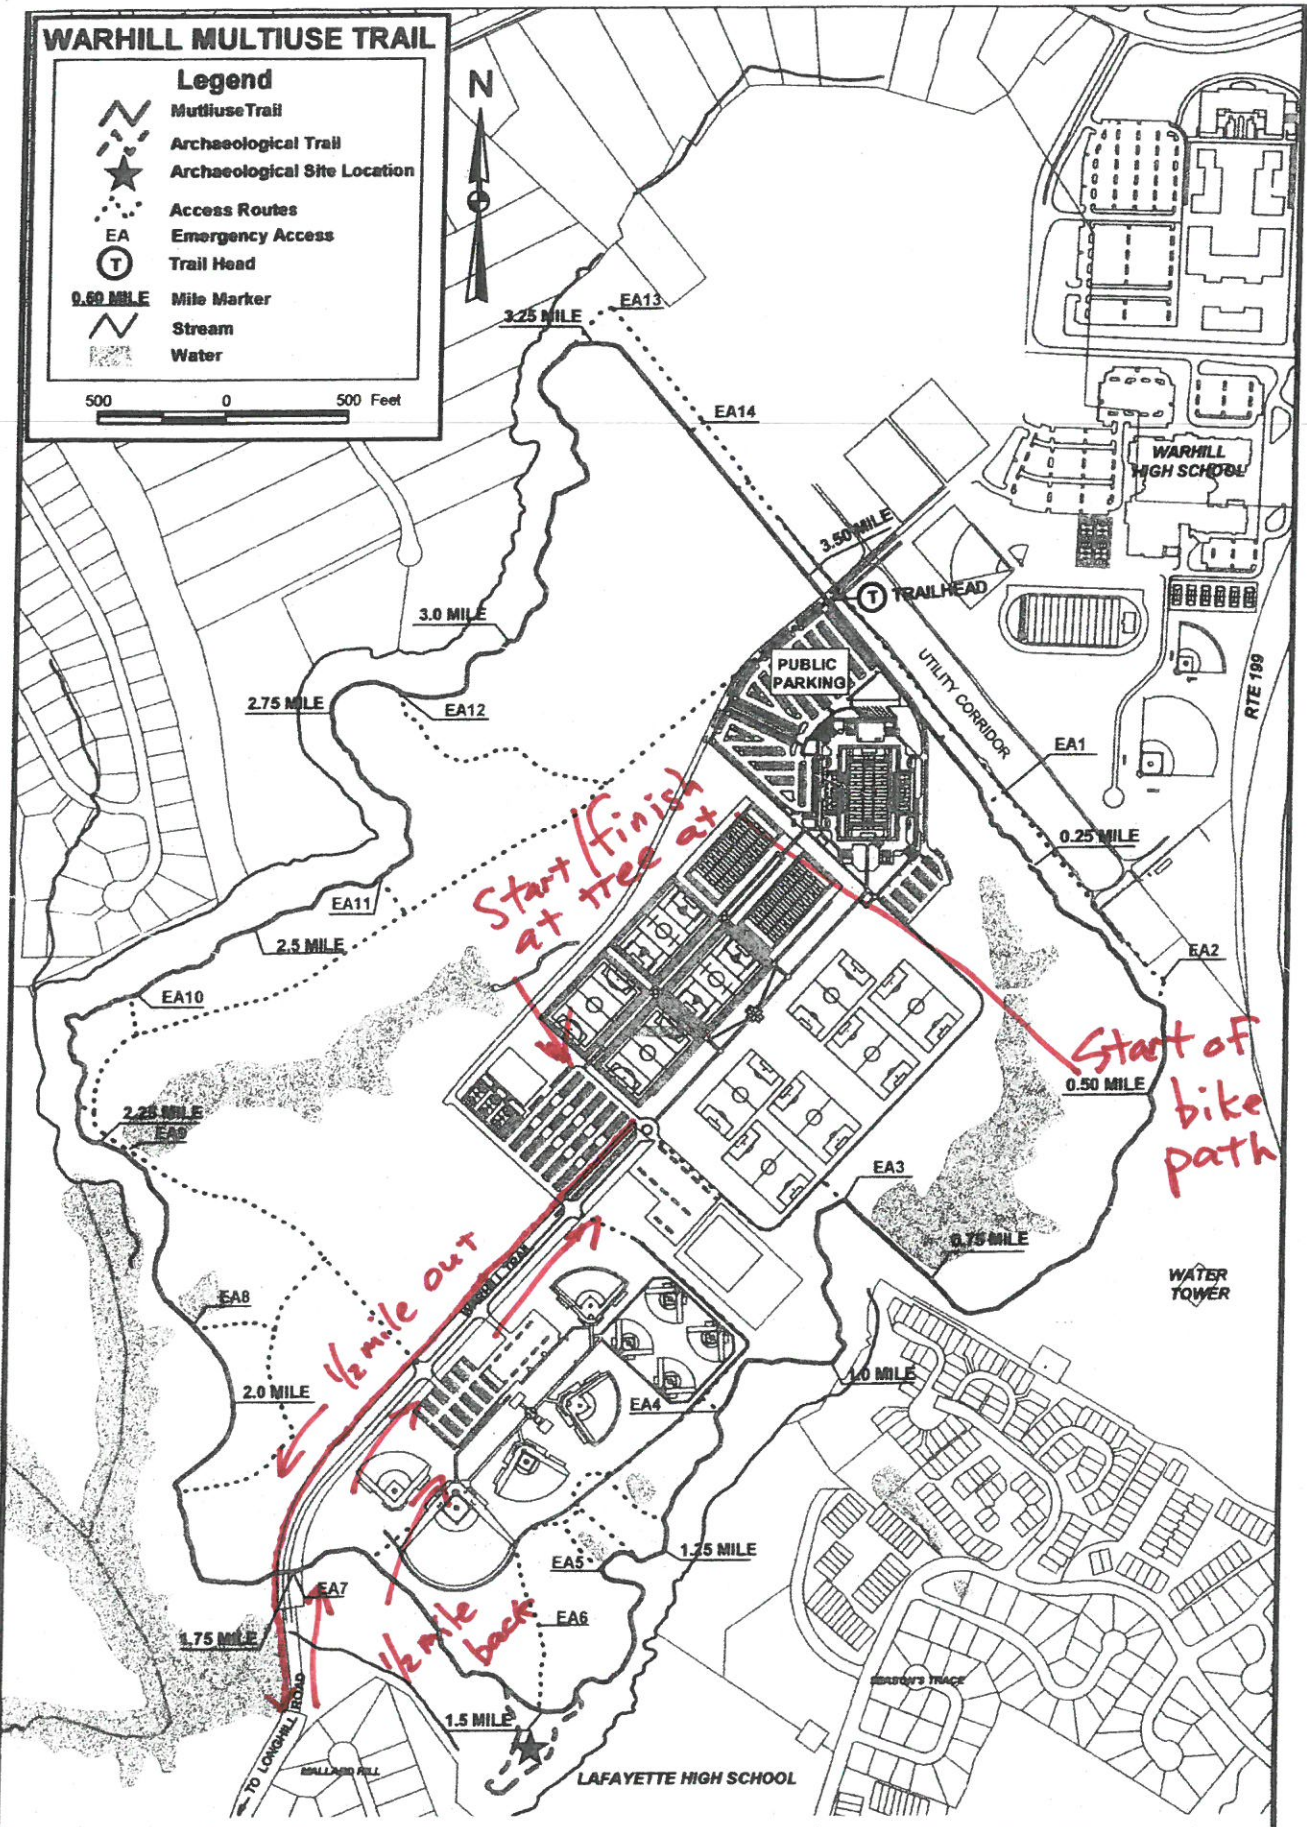 WARHILL MULTIUSE TRAIL
Legend
Mutliuse Trail
Archaeological Trail
Archaeological Site Location
Access Routes
EA Emergency Access
T Trail Head
0.50 MILE Mile Marker
Stream
Water
500 0 500 Feet
N
EA13
3.25 MILE
EA14
WARHILL
HIGH SCHOOL
3.50 MILE
T TRAILHEAD
3.0 MILE
PUBLIC
PARKING
UTILITY CORRIDOR
RTE 199
2.75 MILE
EA12
EA1
Start/finish
at tree at
0.25 MILE
EA11
2.5 MILE
EA2
EA10
Start of
bike
path
0.50 MILE
2.25 MILE
EA9
EA3
0.75 MILE
WATER
TOWER
1/2 mile out
WARHILL TRAIL
EA8
2.0 MILE
1.0 MILE
EA4
1.25 MILE
EA5
EA7
EA6
1.75 MILE
1/2 mile
back
SEASON'S TRACE
1.5 MILE
TO LONGHILL ROAD
MALLARD HILL
LAFAYETTE HIGH SCHOOL